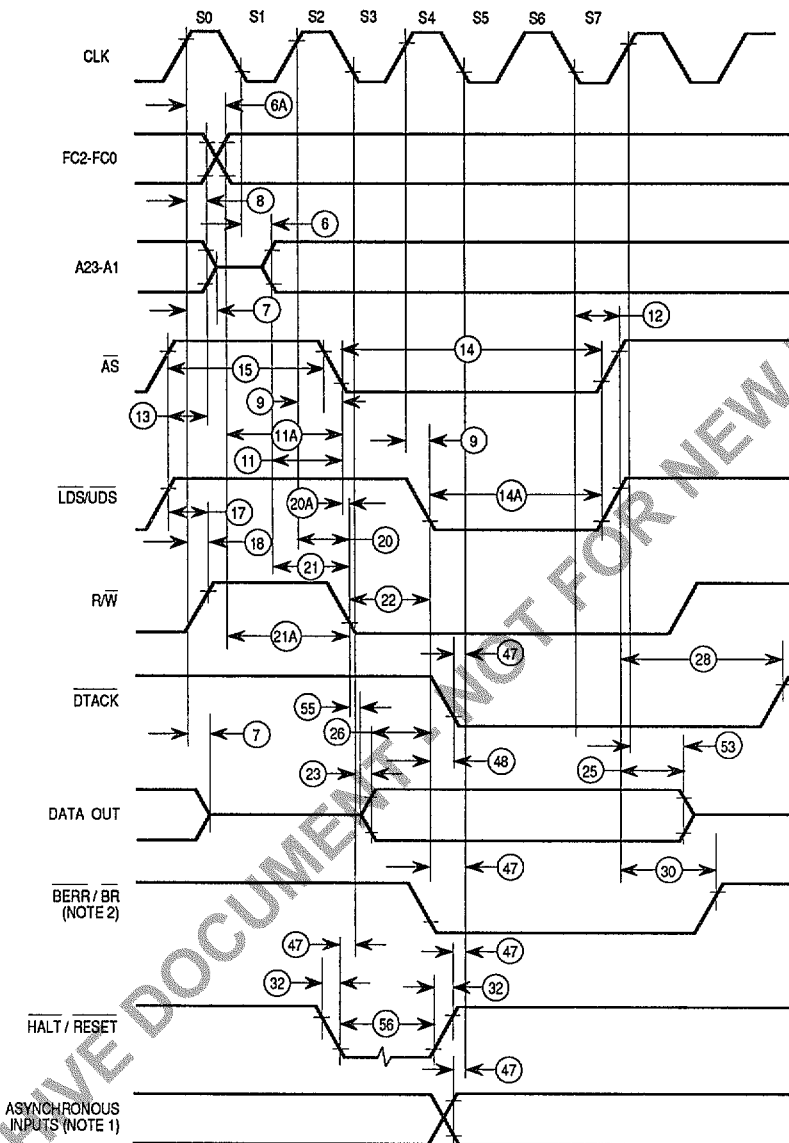 S0 S1 S2 S3 S4 S5 S6 S7
CLK
6A
FC2-FC0
8
6
A23-A1
7
12
AS
14
15
9
13
11A
9
11
LDS/UDS
20A
14A
17
20
18
21
R/W
22
21A
47
28
DTACK
55
7
26
53
48
25
23
DATA OUT
47
30
BERR / BR
(NOTE 2)
47
47
32
32
HALT / RESET
56
47
ASYNCHRONOUS
INPUTS (NOTE 1)
HIVE DOCUMENT - NOT FOR NEW